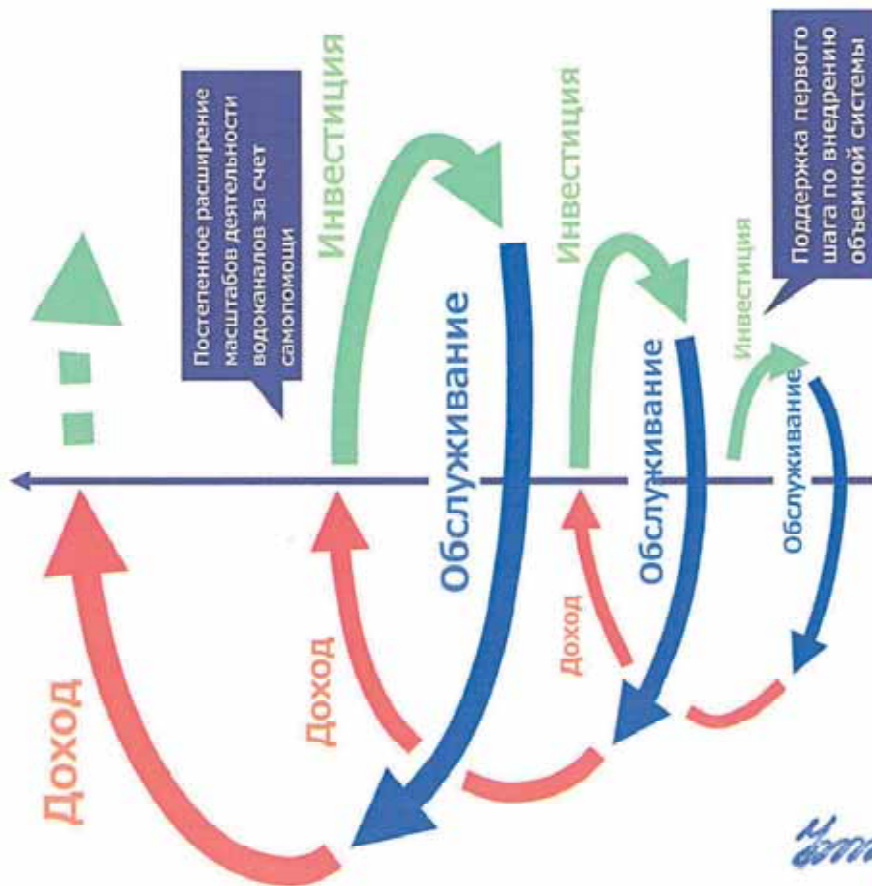 Постепенное расширение
масштабов деятельности
водоканалов за счет
самопомощи
Доход
Инвестиция
Доход
Обслуживание
Инвестиция
Доход
Обслуживание
Инвестиция
Обслуживание
Поддержка первого
шага по внедрению
объемной системы